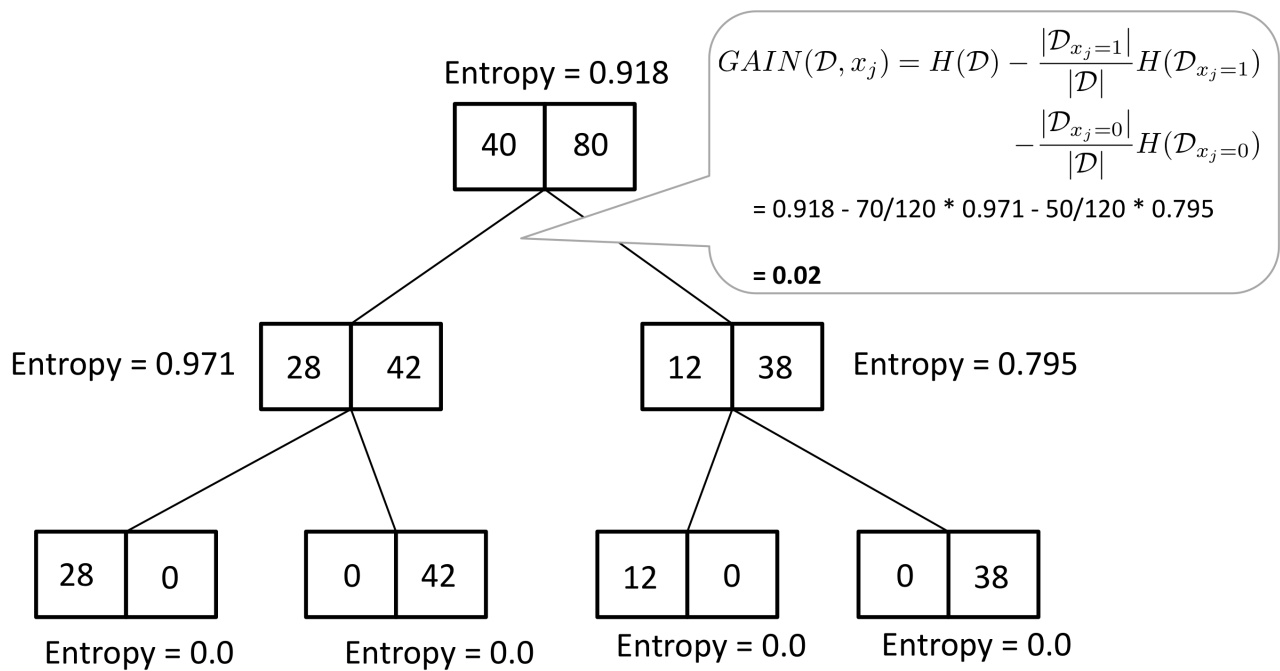 Entropy = 0.918
40 80
GAIN(𝒟, x_j) = H(𝒟) − |𝒟_{x_j=1}|/|𝒟| H(𝒟_{x_j=1})
− |𝒟_{x_j=0}|/|𝒟| H(𝒟_{x_j=0})
= 0.918 - 70/120 * 0.971 - 50/120 * 0.795
= 0.02
Entropy = 0.971
28 42
12 38
Entropy = 0.795
28 0
0 42
12 0
0 38
Entropy = 0.0
Entropy = 0.0
Entropy = 0.0
Entropy = 0.0